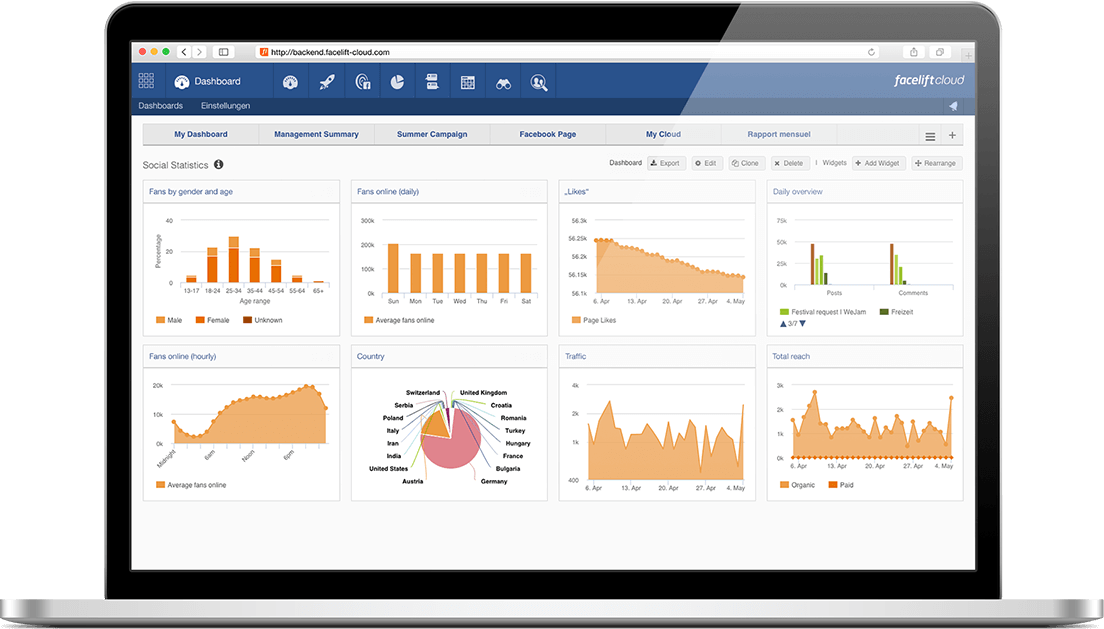 http://backend.facelift-cloud.com
Dashboard
faceliftcloud
Dashboards Einstellungen
My Dashboard Management Summary Summer Campaign Facebook Page My Cloud Rapport mensuel
Social Statistics
Dashboard Export Edit Clone Delete Widgets Add Widget Rearrange
Fans by gender and age
40
20
0
Percentage
13-17 18-24 25-34 35-44 45-54 55-64 65+
Age range
Male Female Unknown
Fans online (daily)
300k
200k
100k
0k
Sun Mon Tue Wed Thu Fri Sat
Average fans online
„Likes“
56.3k
56.25k
56.2k
56.15k
56.1k
6. Apr 13. Apr 20. Apr 27. Apr 4. May
Page Likes
Daily overview
75k
50k
25k
0k
Posts Comments
Festival request I WeJam Freizeit
3/7
Fans online (hourly)
20k
10k
0k
Midnight 6am Noon 6pm
Average fans online
Country
Switzerland United Kingdom
Serbia Croatia
Poland Romania
Italy Turkey
Iran Hungary
India France
United States Bulgaria
Austria Germany
Traffic
4k
2k
1k
400
6. Apr 13. Apr 20. Apr 27. Apr 4. May
Total reach
3k
2k
1k
0k
6. Apr 13. Apr 20. Apr 27. Apr 4. May
Organic Paid